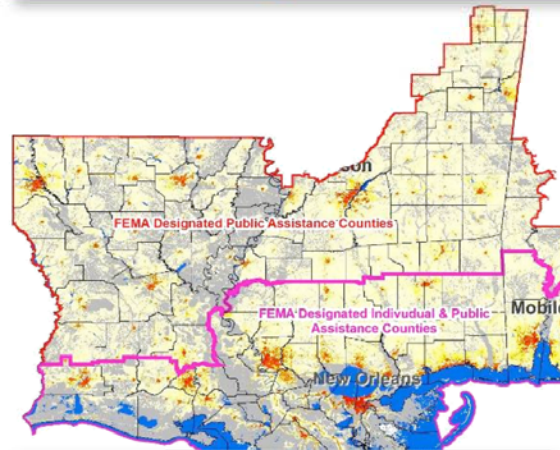 son
FEMA Designated Public Assistance Counties
FEMA Designated Indivudual & Public
Assistance Counties
Mobile
New Orleans